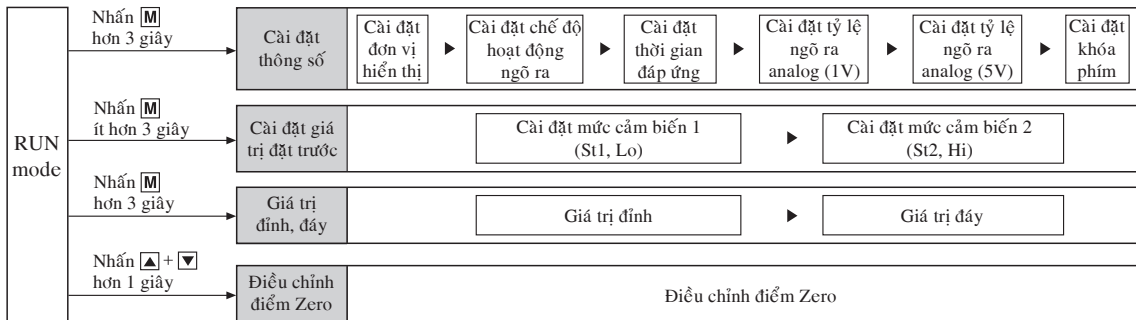 RUN
mode
Nhấn M
hơn 3 giây
Cài đặt
thông số
Cài đặt
đơn vị
hiển thị
Cài đặt chế độ
hoạt động
ngõ ra
Cài đặt
thời gian
đáp ứng
Cài đặt tỷ lệ
ngõ ra
analog (1V)
Cài đặt tỷ lệ
ngõ ra
analog (5V)
Cài đặt
khóa
phím
Nhấn M
ít hơn 3 giây
Cài đặt giá
trị đặt trước
Cài đặt mức cảm biến 1
(St1, Lo)
Cài đặt mức cảm biến 2
(St2, Hi)
Nhấn M
hơn 3 giây
Giá trị
đỉnh, đáy
Giá trị đỉnh
Giá trị đáy
Nhấn ▲ + ▼
hơn 1 giây
Điều chỉnh
điểm Zero
Điều chỉnh điểm Zero